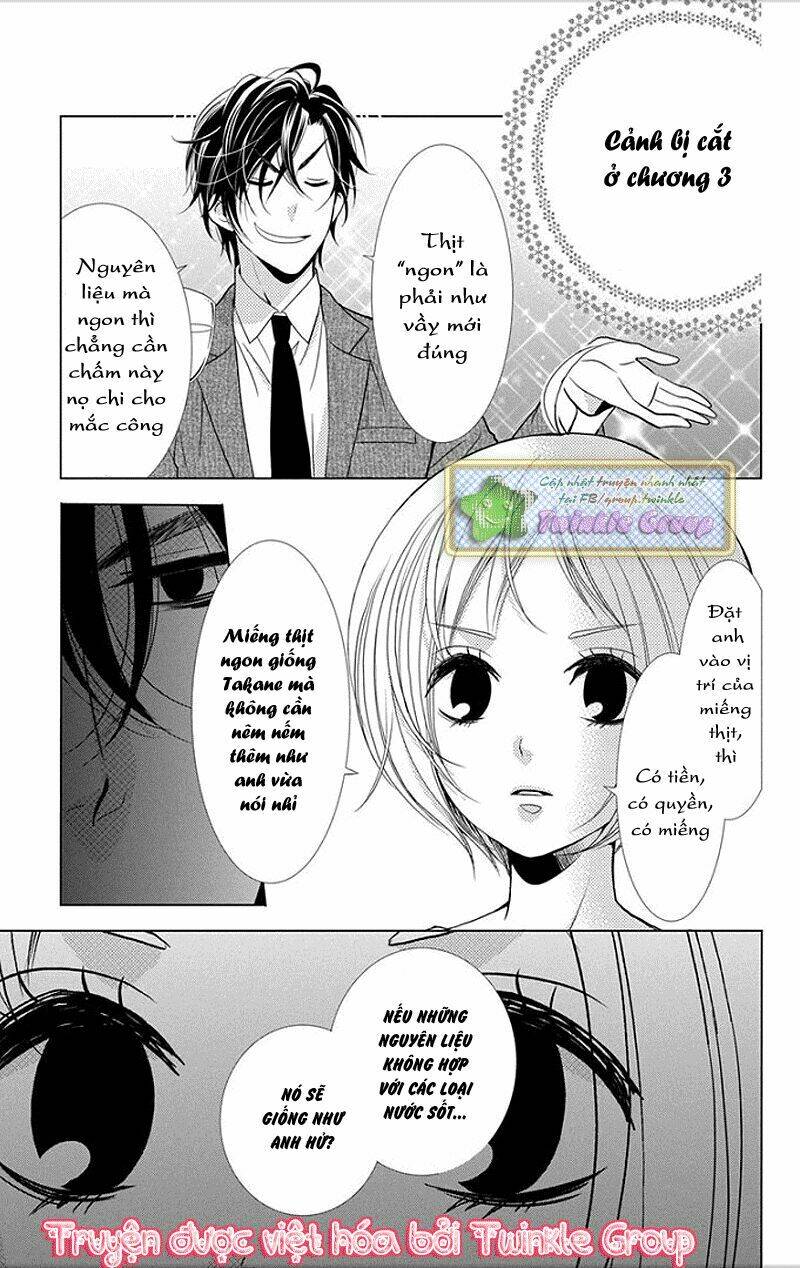 Cảnh bị cắt
ở chương 3
Thịt
"ngon" là
phải như
vầy mới
đúng
Nguyên
liệu mà
ngon thì
chẳng cần
chấm này
nọ chi cho
mắc công
Cập nhật truyện nhanh nhất
tại FB/group.twinkle
Twinkle Group
Đặt
anh
vào vị
trí của
miếng
thịt,
thì
Có tiền,
có quyền,
có miếng
Miếng thịt
ngon giống
Takane mà
không cần
nêm nếm
thêm như
anh vừa
nói nhỉ
NẾU NHỮNG
NGUYÊN LIỆU
KHÔNG HỢP
VỚI CÁC LOẠI
NƯỚC SỐT...
NÓ SẼ
GIỐNG NHƯ
ANH HỬ?
Truyện được việt hóa bởi Twinkle Group